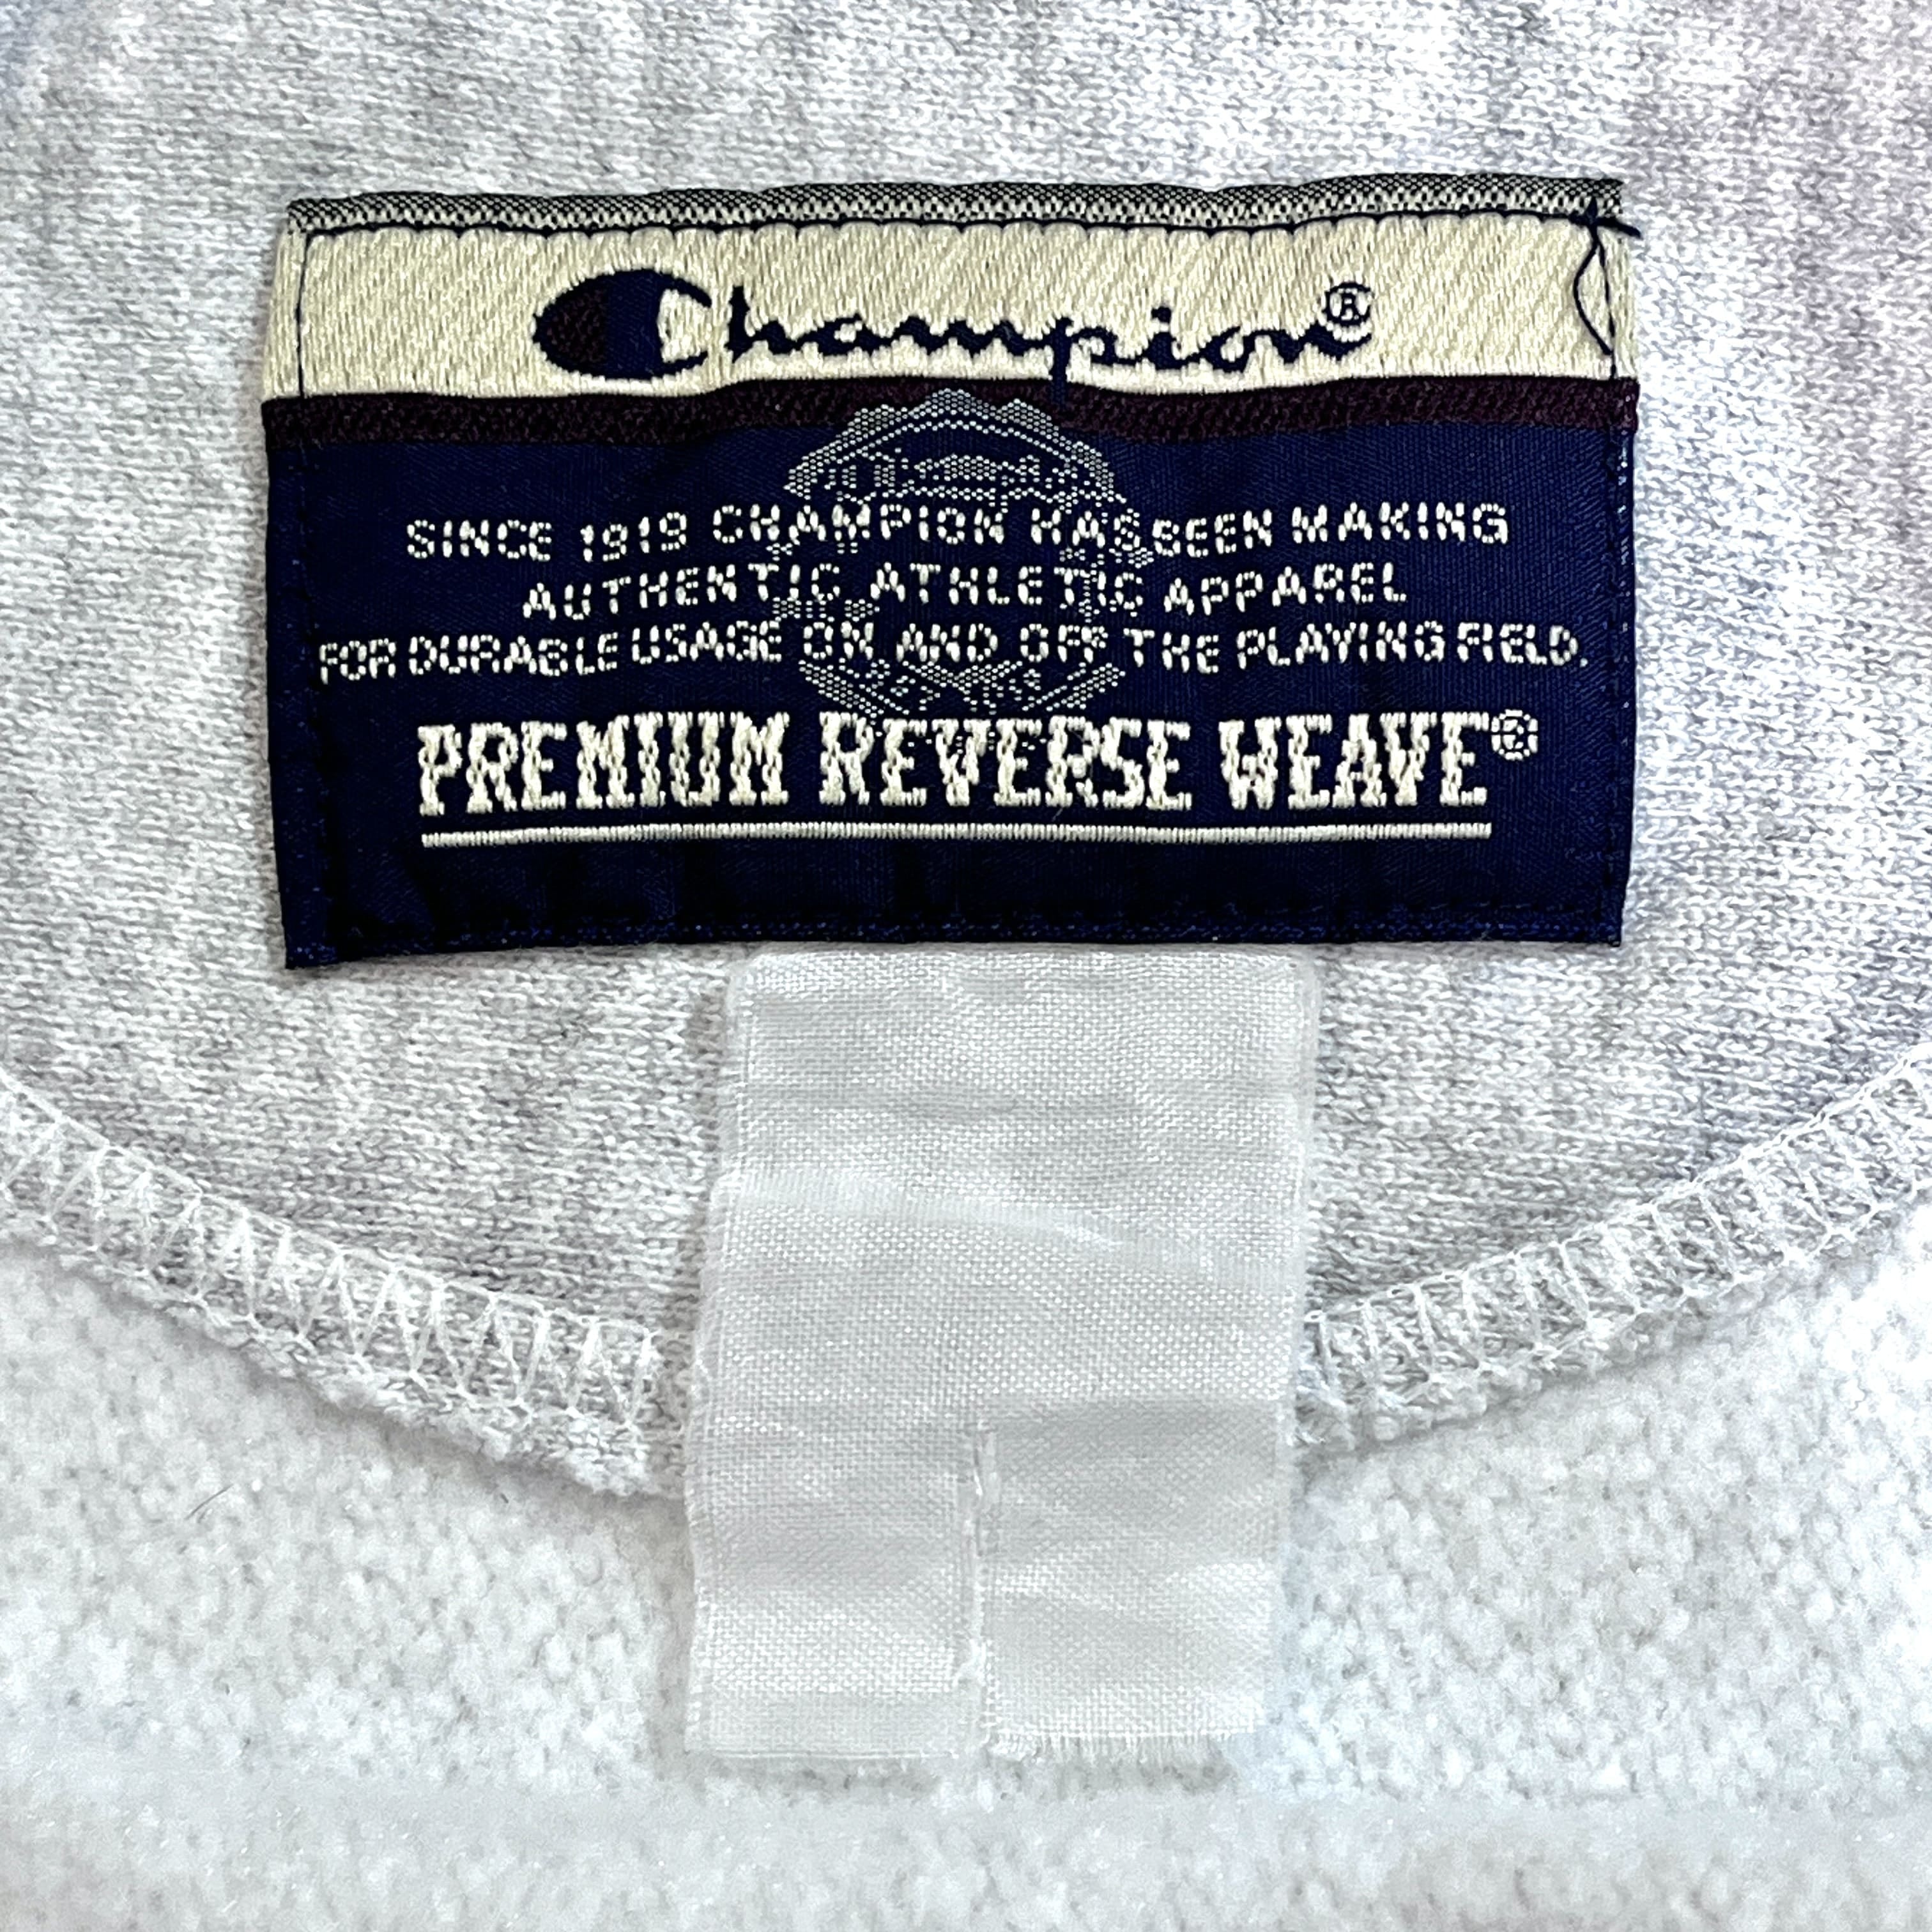 Champion®
SINCE 1919 CHAMPION HAS BEEN MAKING
AUTHENTIC ATHLETIC APPAREL
FOR DURABLE USAGE ON AND OFF THE PLAYING FIELD.
PREMIUM REVERSE WEAVE®